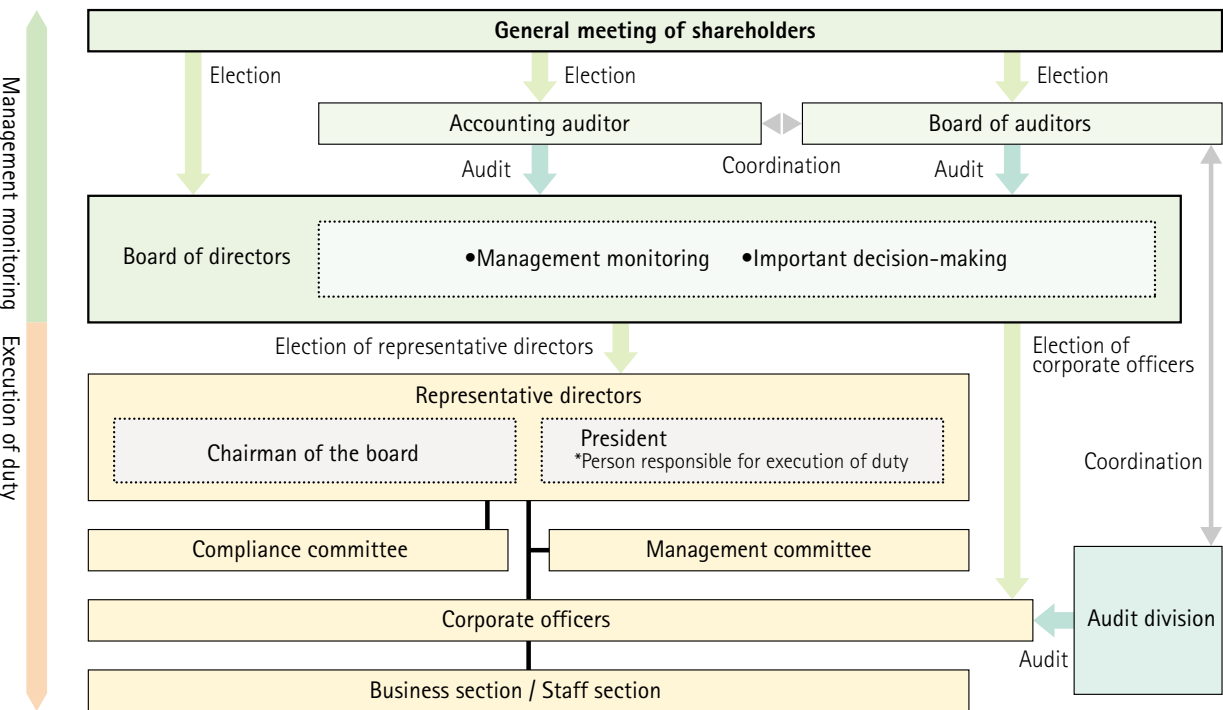 General meeting of shareholders
Election
Election
Election
Accounting auditor
Board of auditors
Audit
Coordination
Audit
Management monitoring
Board of directors
•Management monitoring •Important decision-making
Election of representative directors
Election of
corporate officers
Execution of duty
Representative directors
Chairman of the board
President
*Person responsible for execution of duty
Coordination
Compliance committee
Management committee
Corporate officers
Audit division
Audit
Business section / Staff section